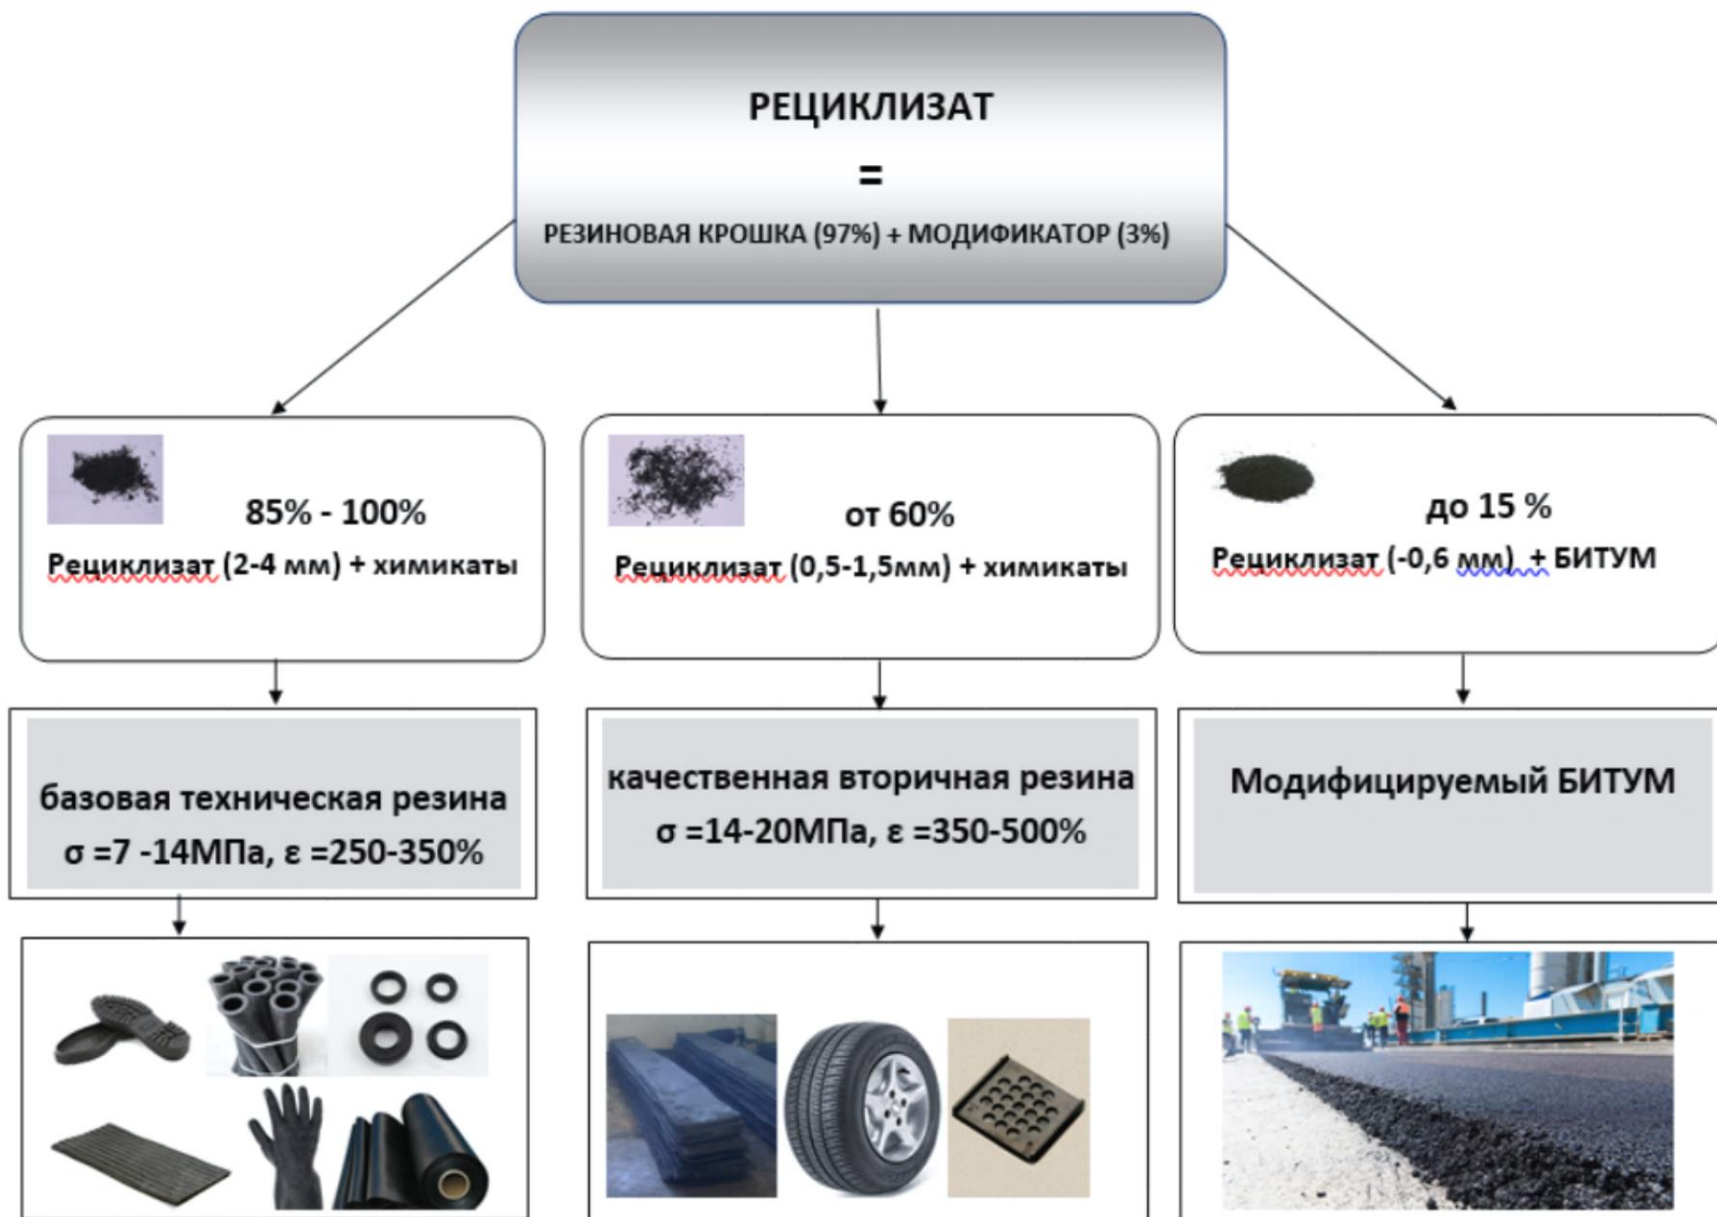 РЕЦИКЛИЗАТ
=
РЕЗИНОВАЯ КРОШКА (97%) + МОДИФИКАТОР (3%)
85% - 100%
Рециклизат (2-4 мм) + химикаты
от 60%
Рециклизат (0,5-1,5мм) + химикаты
до 15 %
Рециклизат (-0,6 мм) + БИТУМ
базовая техническая резина
σ =7 -14МПа, ε =250-350%
качественная вторичная резина
σ =14-20МПа, ε =350-500%
Модифицируемый БИТУМ